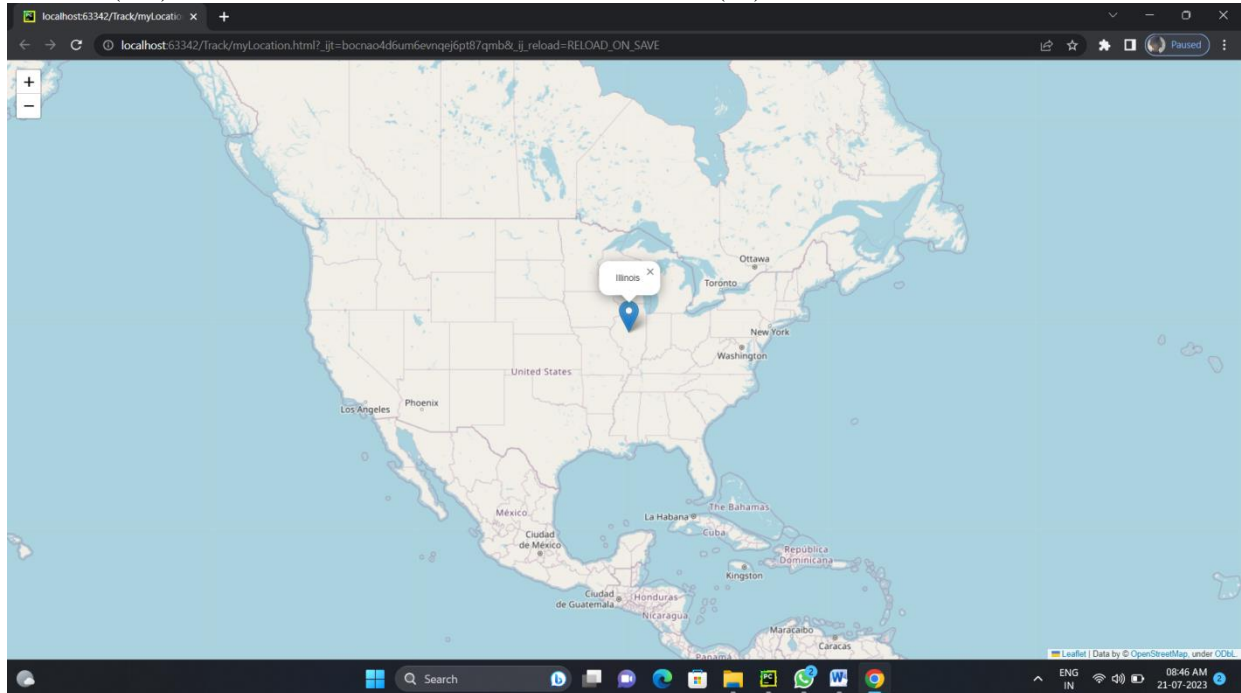 localhost:63342/Track/myLocatio
localhost:63342/Track/myLocation.html?_ijt=bocnao4d6um6evnqej6pt87qmb&_ij_reload=RELOAD_ON_SAVE
Paused
+
−
Ottawa
Illinois
Toronto
New York
Washington
United States
Phoenix
Los Angeles
México
La Habana
The Bahamas
Cuba
Ciudad
de México
República
Dominicana
Kingston
Ciudad
de Guatemala
Honduras
Nicaragua
Maracaibo
Caracas
Panamá
Leaflet | Data by © OpenStreetMap, under ODbL.
Search
ENG
IN
08:46 AM
21-07-2023
2